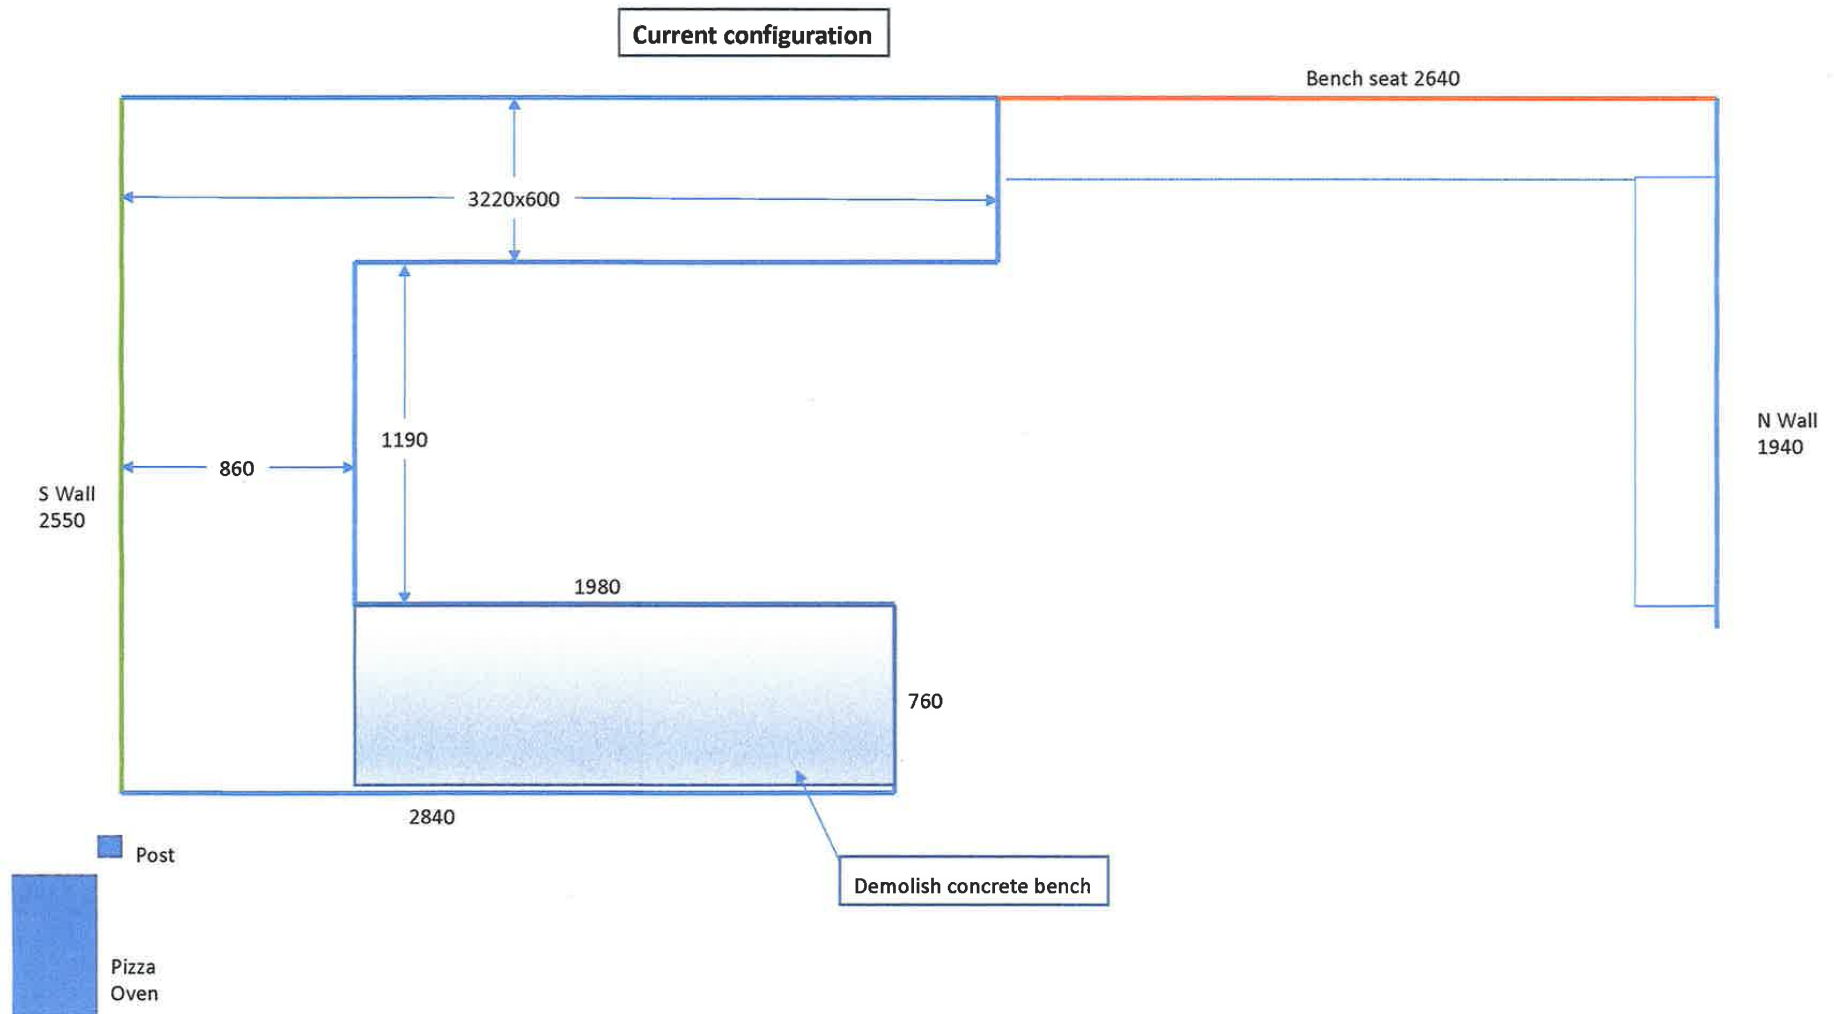 Current configuration
Bench seat 2640
3220x600
1190
860
N Wall
1940
S Wall
2550
1980
760
2840
Post
Demolish concrete bench
Pizza
Oven